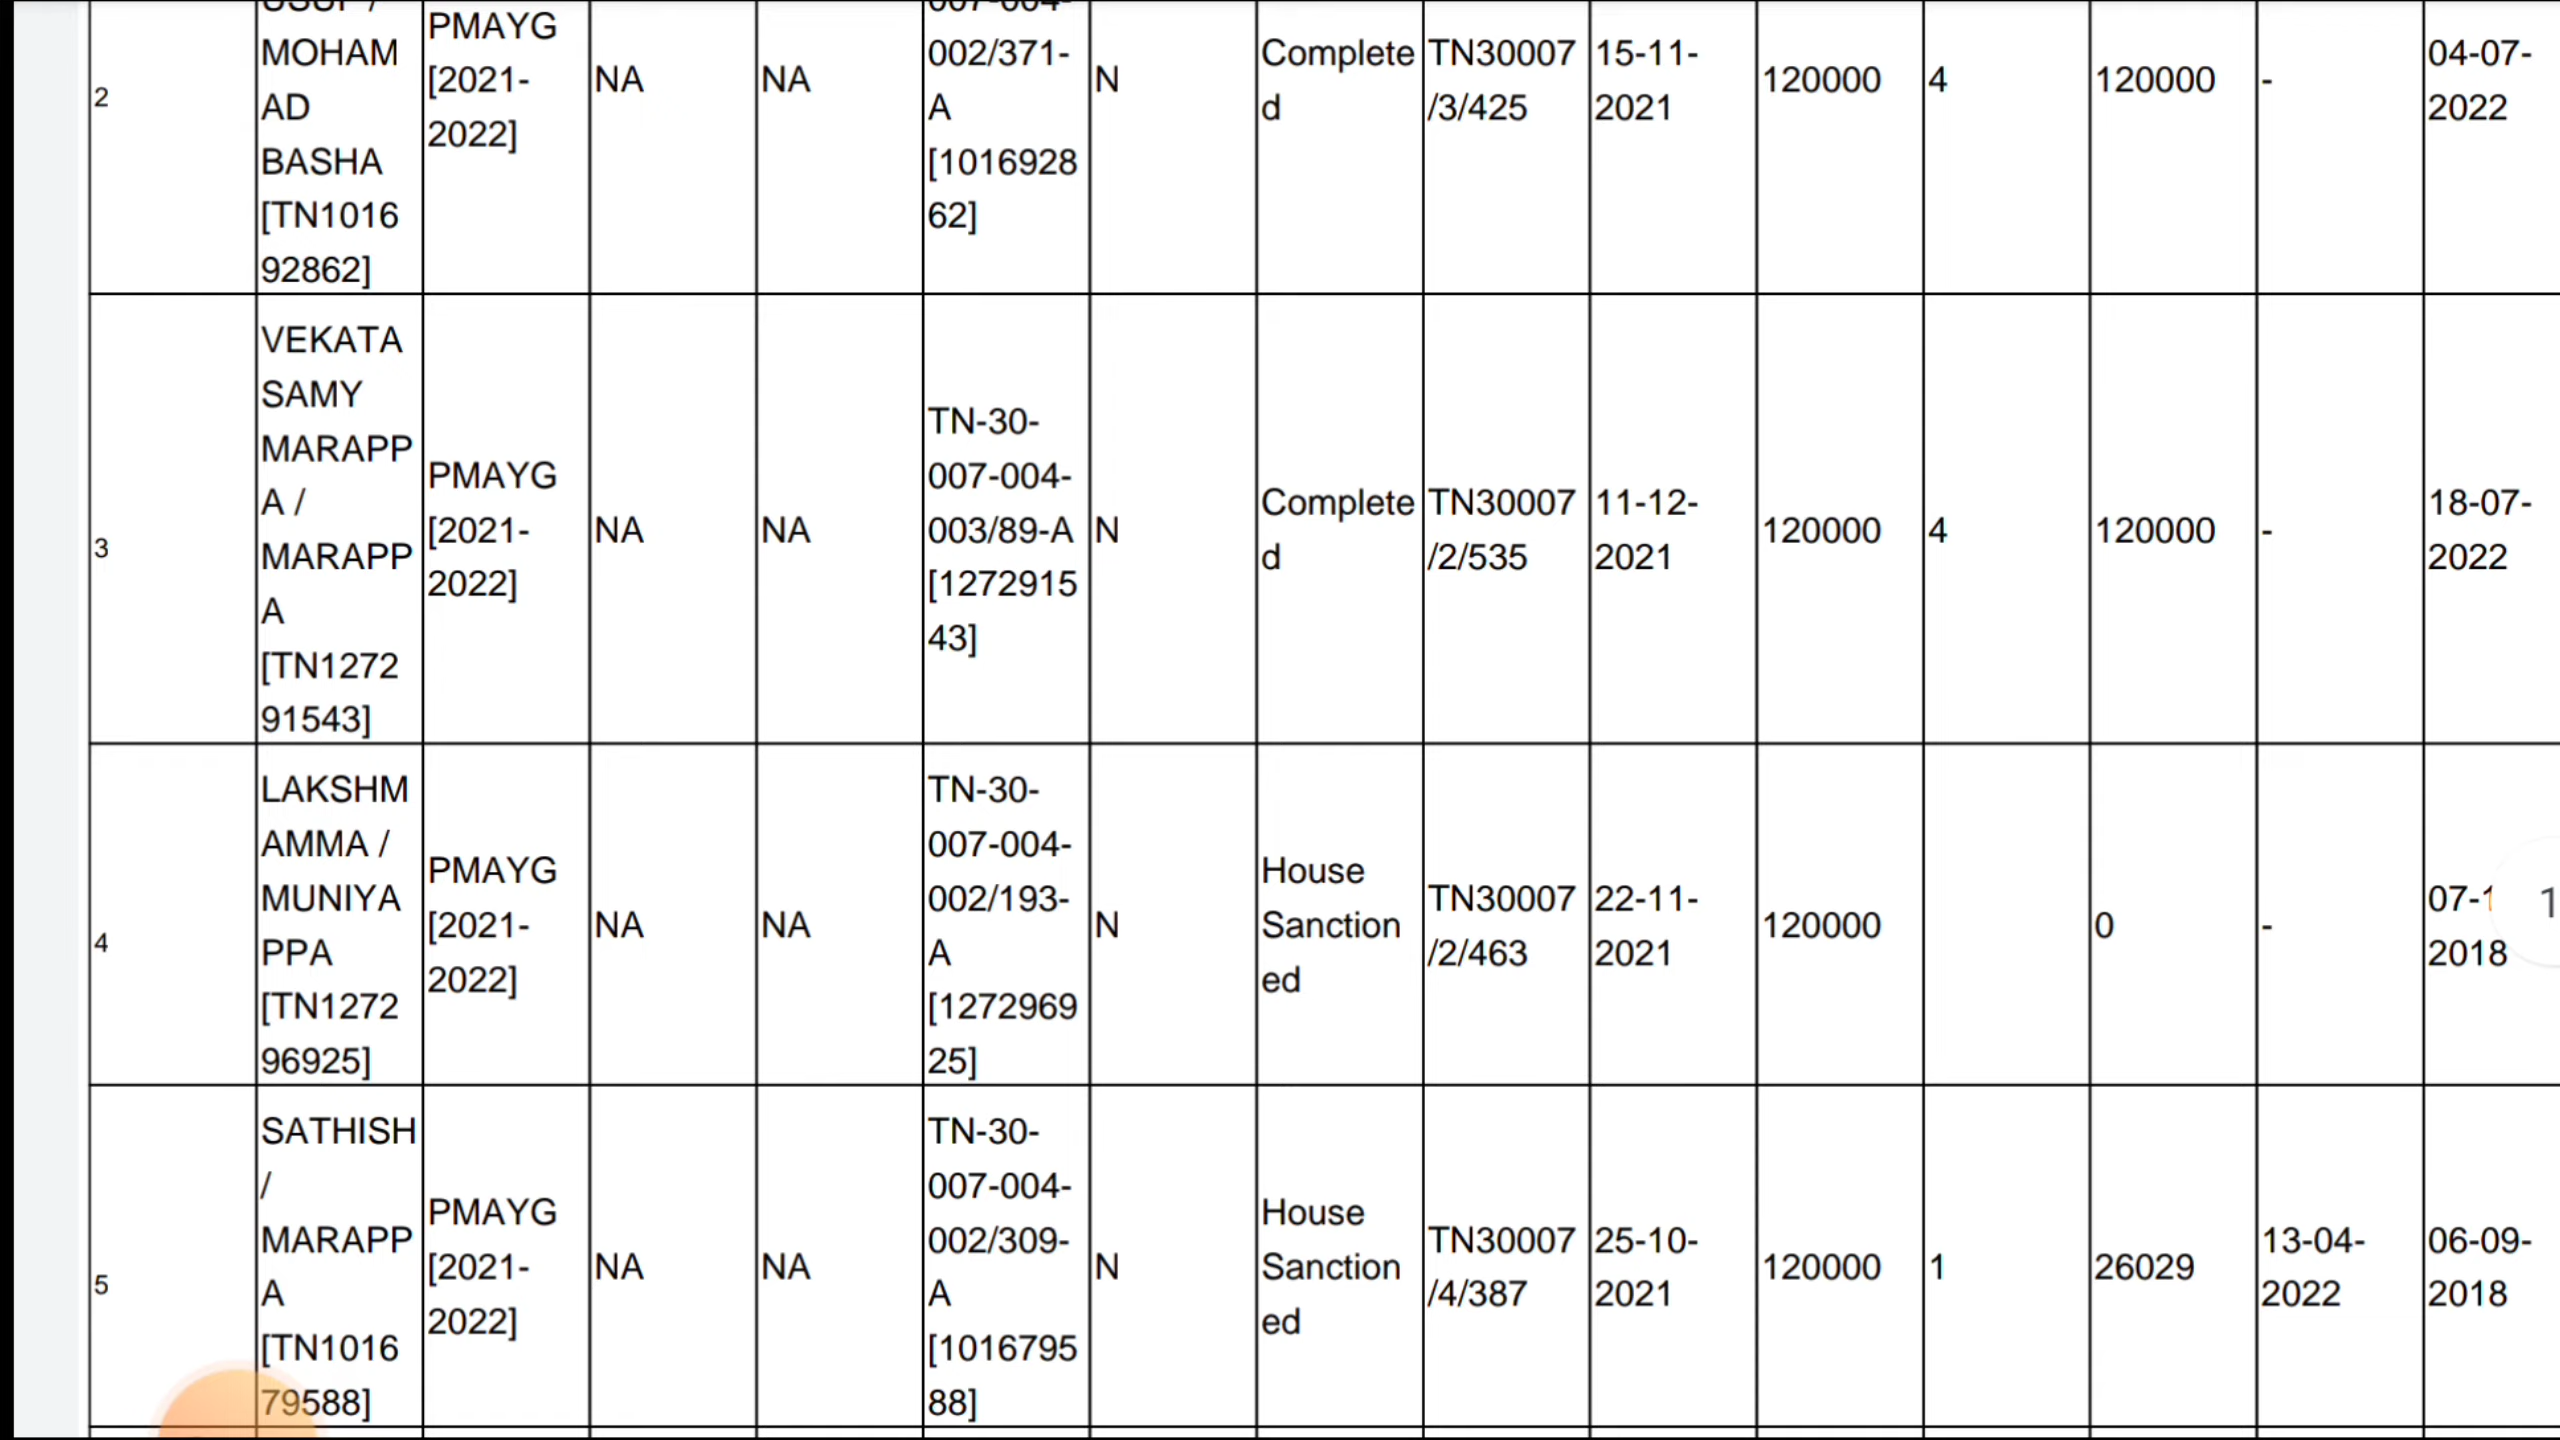 2
MOHAM
AD
BASHA
[TN1016
92862]
PMAYG
[2021-
2022]
NA
NA
002/371-
A
[1016928
62]
N
Complete
d
TN30007
/3/425
15-11-
2021
120000
4
120000
-
04-07-
2022
3
VEKATA
SAMY
MARAPP
A /
MARAPP
A
[TN1272
91543]
PMAYG
[2021-
2022]
NA
NA
TN-30-
007-004-
003/89-A
[1272915
43]
N
Complete
d
TN30007
/2/535
11-12-
2021
120000
4
120000
-
18-07-
2022
4
LAKSHM
AMMA /
MUNIYA
PPA
[TN1272
96925]
PMAYG
[2021-
2022]
NA
NA
TN-30-
007-004-
002/193-
A
[1272969
25]
N
House
Sanction
ed
TN30007
/2/463
22-11-
2021
120000
0
-
07-1
2018
1
5
SATHISH
/
MARAPP
A
[TN1016
79588]
PMAYG
[2021-
2022]
NA
NA
TN-30-
007-004-
002/309-
A
[1016795
88]
N
House
Sanction
ed
TN30007
/4/387
25-10-
2021
120000
1
26029
13-04-
2022
06-09-
2018